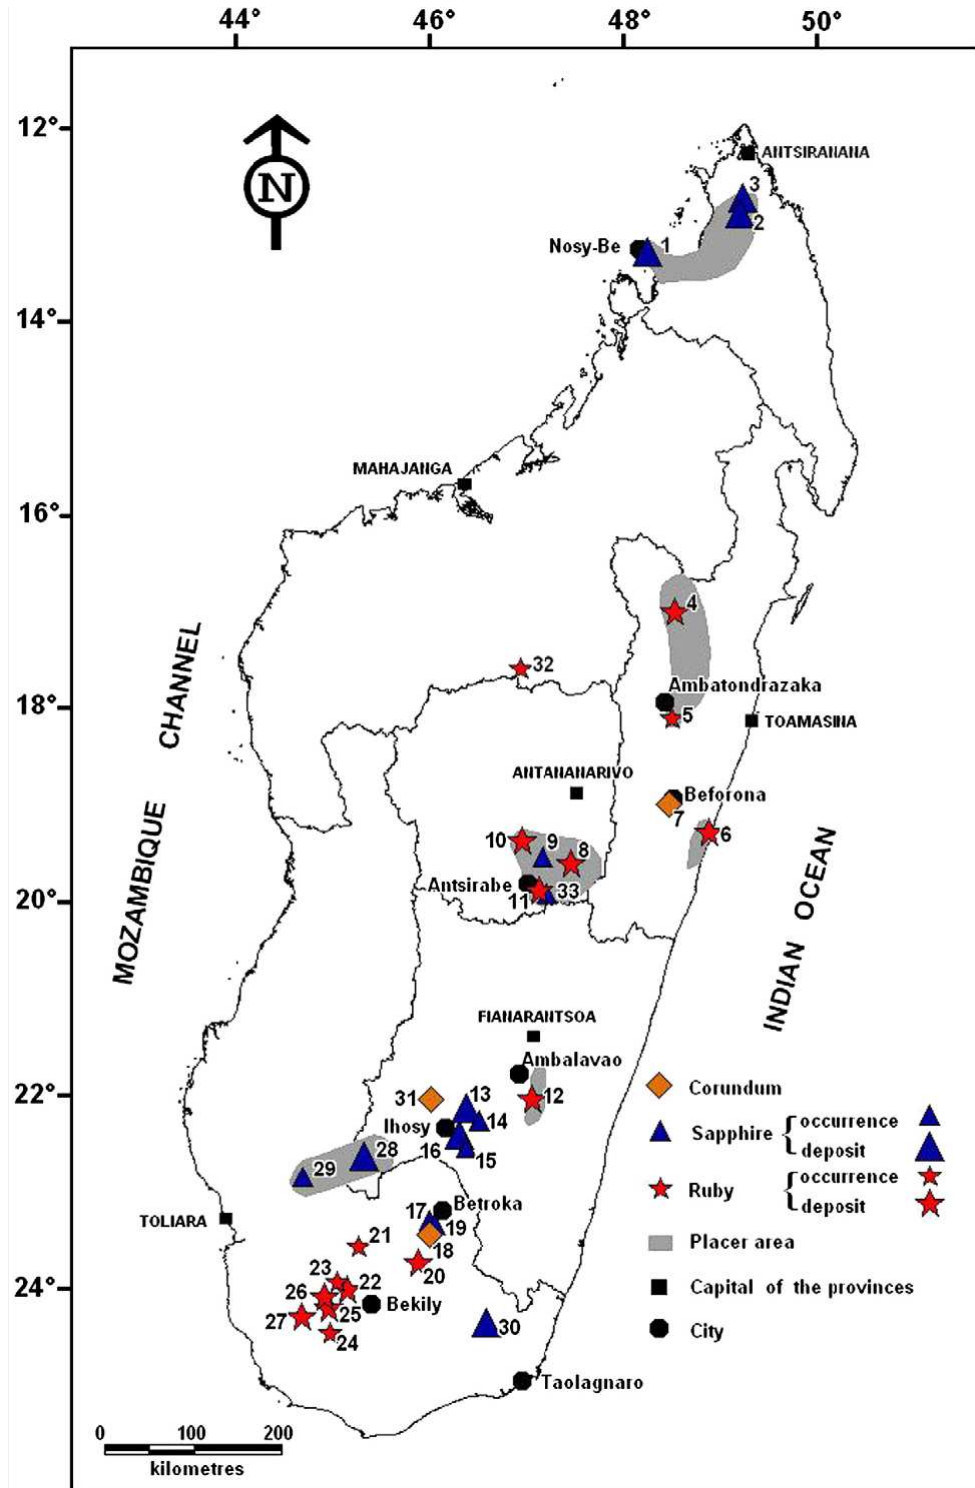 44° 46° 48° 50°
12°
ANTSIRANANA
N
3
2
Nosy-Be 1
14°
MAHAJANGA
16°
4
32
Ambatondrazaka
18°
5 TOAMASINA
MOZAMBIQUE CHANNEL
ANTANANARIVO
Beforona
7
6
10 9 8
Antsirabe 33
11
20°
INDIAN OCEAN
FIANARANTSOA
Ambalavao
22°
31 13 12
14
Ihosy
16 15
28
29
17 Betroka
TOLIARA 19
18
21
20
23 22
24°
26 Bekily
25
27
24
30
Taolagnaro
Corundum
Sapphire { occurrence
deposit
Ruby { occurrence
deposit
Placer area
Capital of the provinces
City
0 100 200
kilometres